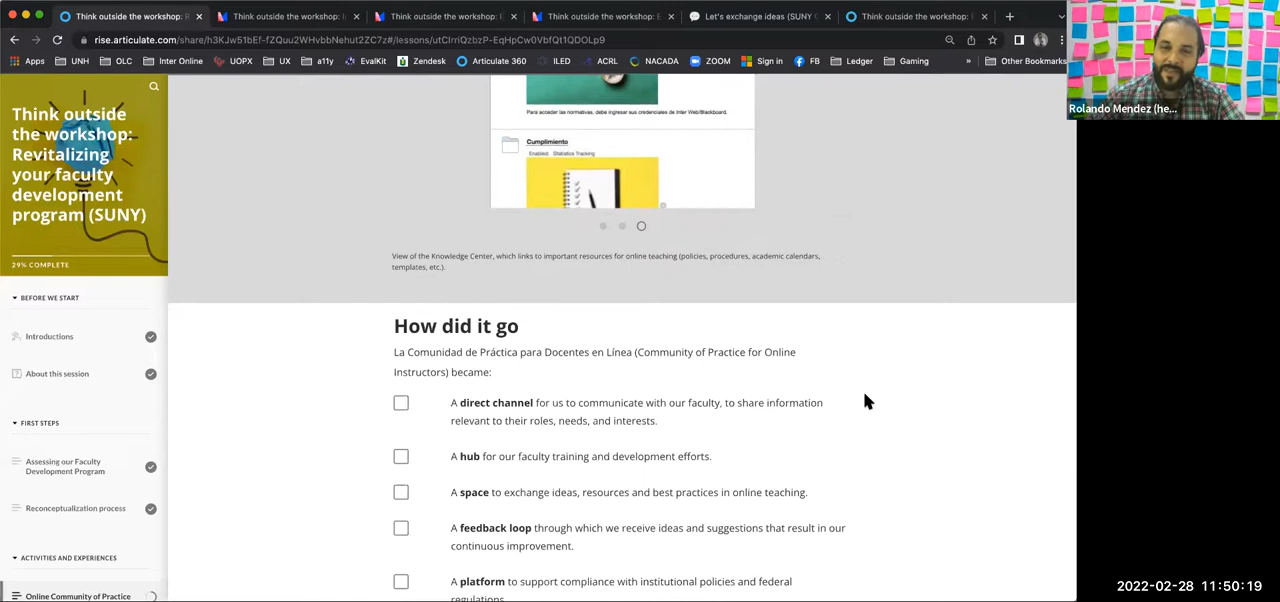 Think outside the workshop: R
Think outside the workshop: I
Think outside the workshop:
Think outside the workshop: E
Let's exchange ideas (SUNY C
Think outside the workshop:
rise.articulate.com/share/h3KJw51bEf-fZQuu2WHvbbNehut2ZC7z#/lessons/utClrriQzbzP-EqHpCw0VbfQt1QDOLp9
Apps
UNH
OLC
Inter Online
UOPX
UX
a11y
EvalKit
Zendesk
Articulate 360
ILED
ACRL
NACADA
ZOOM
Sign in
FB
Ledger
Gaming
»
Other Bookmarks
Rolando Mendez (he...
Think outside
the workshop:
Revitalizing
your faculty
development
program (SUNY)
29% COMPLETE
BEFORE WE START
Introductions
About this session
FIRST STEPS
Assessing our Faculty
Development Program
Reconceptualization process
ACTIVITIES AND EXPERIENCES
Online Community of Practice
Para acceder las normativas, debe ingresar sus credenciales de Inter Web/Blackboard.
Cumplimiento
Enabled: Statistics Tracking
View of the Knowledge Center, which links to important resources for online teaching (policies, procedures, academic calendars,
templates, etc.).
How did it go
La Comunidad de Práctica para Docentes en Línea (Community of Practice for Online
Instructors) became:
A direct channel for us to communicate with our faculty, to share information
relevant to their roles, needs, and interests.
A hub for our faculty training and development efforts.
A space to exchange ideas, resources and best practices in online teaching.
A feedback loop through which we receive ideas and suggestions that result in our
continuous improvement.
A platform to support compliance with institutional policies and federal
regulations.
2022-02-28 11:50:19